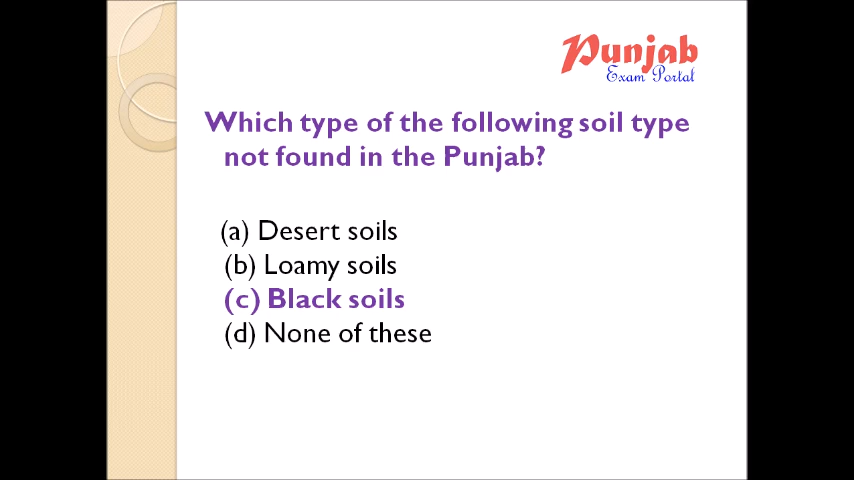 Punjab
Exam Portal
Which type of the following soil type
not found in the Punjab?
(a) Desert soils
(b) Loamy soils
(c) Black soils
(d) None of these